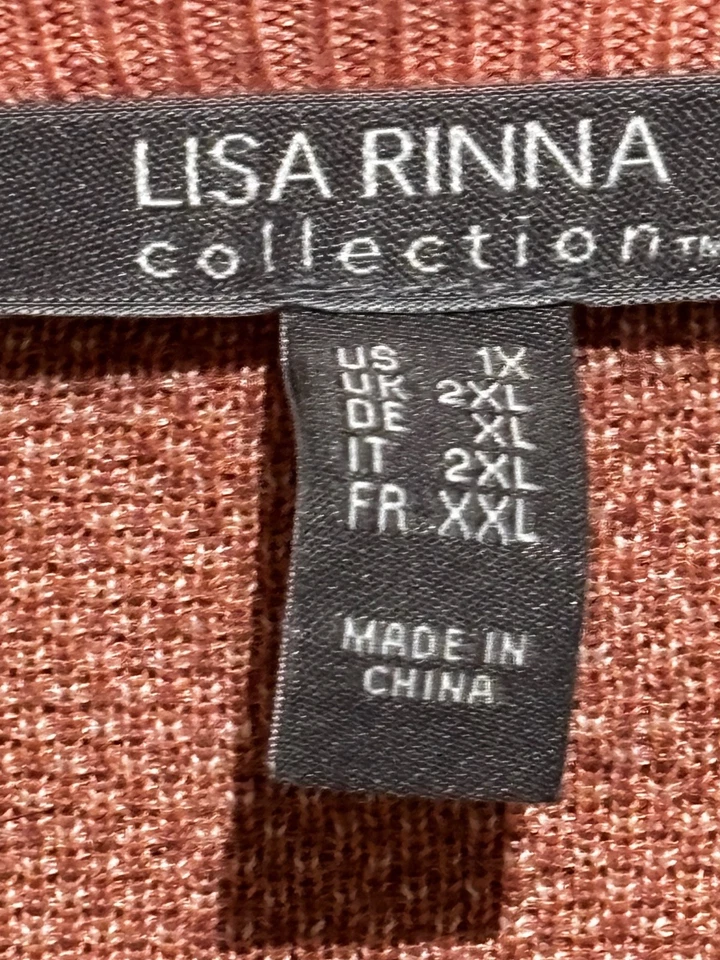 LISA RINNA
collection™
US 1X
UK 2XL
DE XL
IT 2XL
FR XXL
MADE IN
CHINA